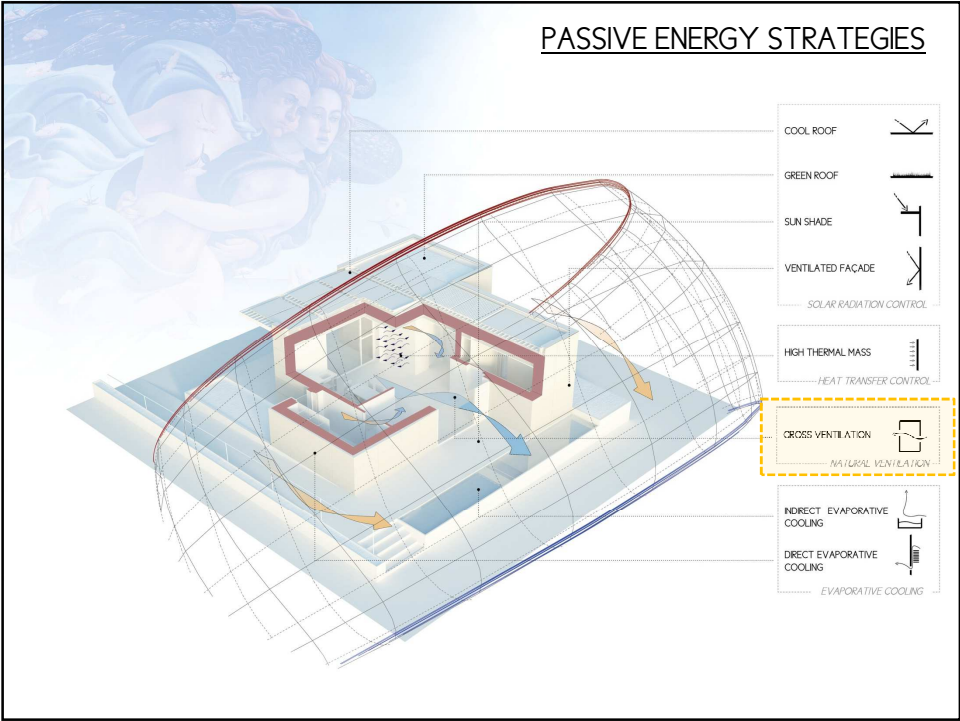 PASSIVE ENERGY STRATEGIES
COOL ROOF
GREEN ROOF
SUN SHADE
VENTILATED FAÇADE
SOLAR RADIATION CONTROL
HIGH THERMAL MASS
HEAT TRANSFER CONTROL
CROSS VENTILATION
NATURAL VENTILATION
INDIRECT EVAPORATIVE
COOLING
DIRECT EVAPORATIVE
COOLING
EVAPORATIVE COOLING